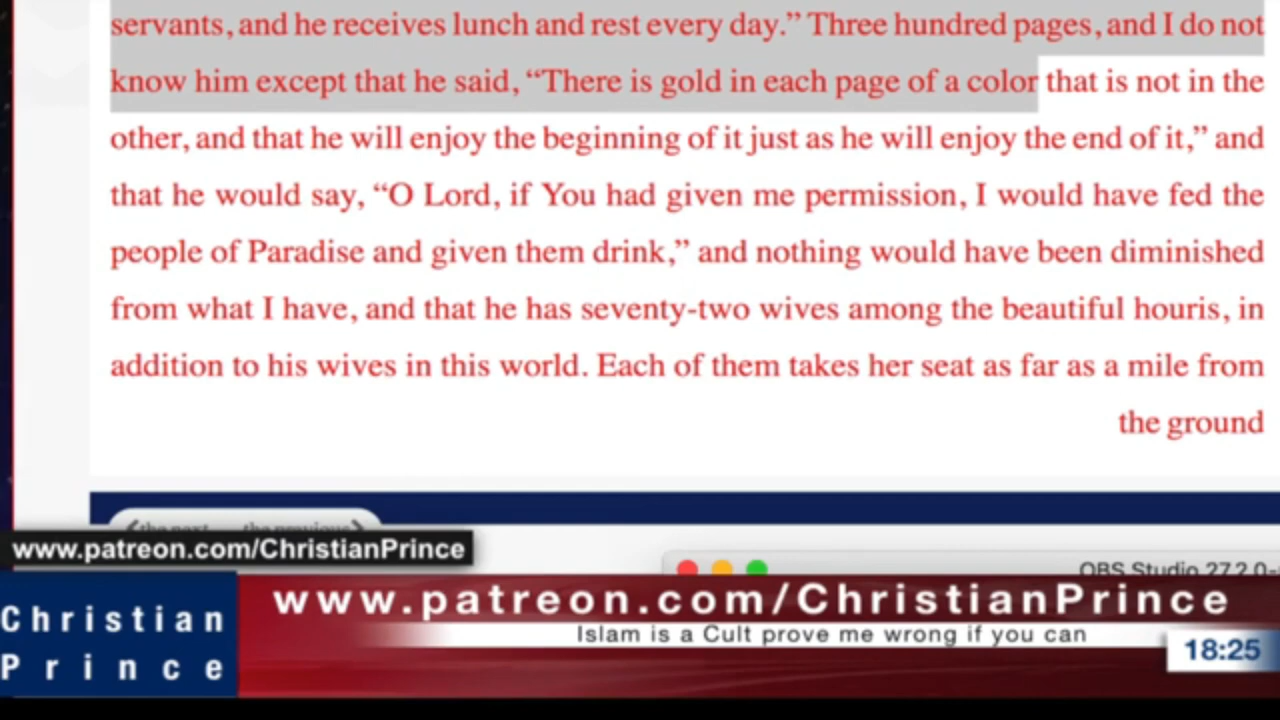 servants, and he receives lunch and rest every day.” Three hundred pages, and I do not
know him except that he said, “There is gold in each page of a color that is not in the
other, and that he will enjoy the beginning of it just as he will enjoy the end of it,” and
that he would say, “O Lord, if You had given me permission, I would have fed the
people of Paradise and given them drink,” and nothing would have been diminished
from what I have, and that he has seventy-two wives among the beautiful houris, in
addition to his wives in this world. Each of them takes her seat as far as a mile from
the ground
the next the previous
www.patreon.com/ChristianPrince
OBS Studio 27.2.0-
Christian
Prince
www.patreon.com/ChristianPrince
Islam is a Cult prove me wrong if you can
18:25